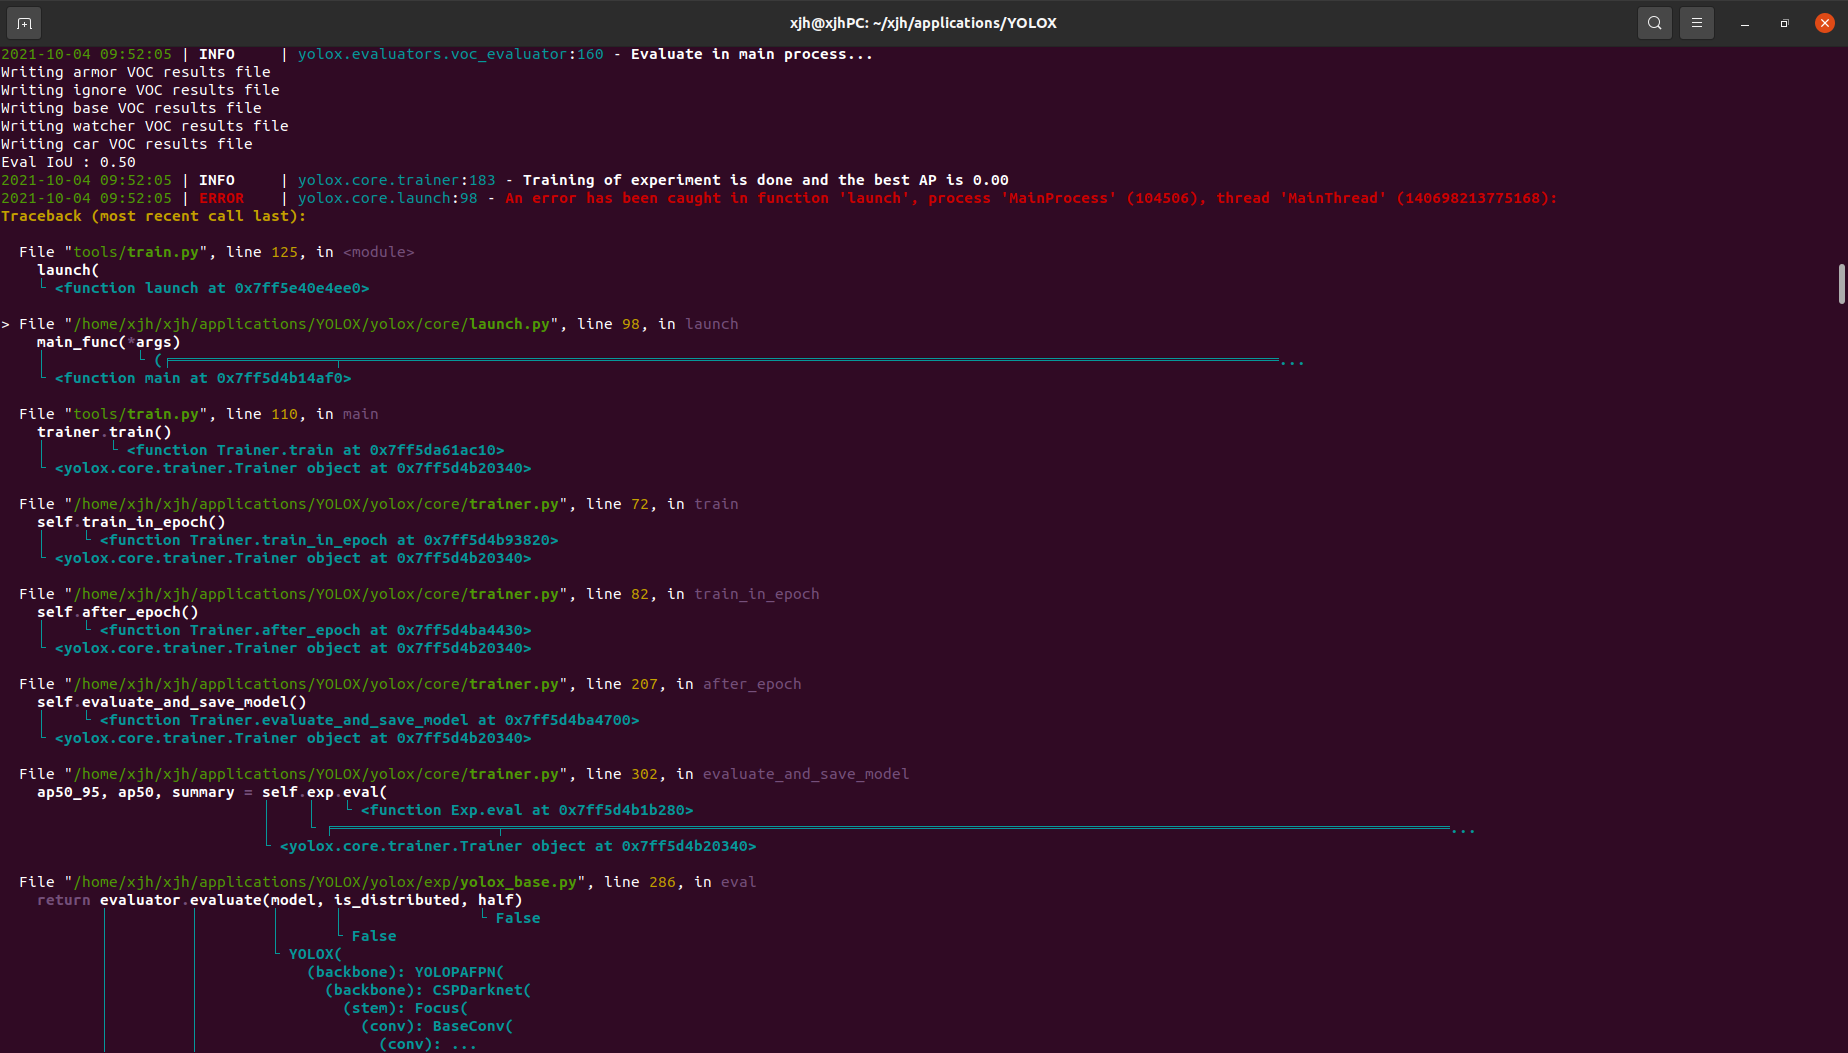 xjh@xjhPC: ~/xjh/applications/YOLOX
2021-10-04 09:52:05 | INFO     | yolox.evaluators.voc_evaluator:160 - Evaluate in main process...
Writing armor VOC results file
Writing ignore VOC results file
Writing base VOC results file
Writing watcher VOC results file
Writing car VOC results file
Eval IoU : 0.50
2021-10-04 09:52:05 | INFO     | yolox.core.trainer:183 - Training of experiment is done and the best AP is 0.00
2021-10-04 09:52:05 | ERROR    | yolox.core.launch:98 - An error has been caught in function 'launch', process 'MainProcess' (104506), thread 'MainThread' (140698213775168):
Traceback (most recent call last):
  File "tools/train.py", line 125, in <module>
    launch(
    └ <function launch at 0x7ff5e40e4ee0>
> File "/home/xjh/xjh/applications/YOLOX/yolox/core/launch.py", line 98, in launch
    main_func(*args)
    │          └ (╒══════════════════╤══════════════════...
    └ <function main at 0x7ff5d4b14af0>
  File "tools/train.py", line 110, in main
    trainer.train()
    │       └ <function Trainer.train at 0x7ff5da61ac10>
    └ <yolox.core.trainer.Trainer object at 0x7ff5d4b20340>
  File "/home/xjh/xjh/applications/YOLOX/yolox/core/trainer.py", line 72, in train
    self.train_in_epoch()
    │    └ <function Trainer.train_in_epoch at 0x7ff5d4b93820>
    └ <yolox.core.trainer.Trainer object at 0x7ff5d4b20340>
  File "/home/xjh/xjh/applications/YOLOX/yolox/core/trainer.py", line 82, in train_in_epoch
    self.after_epoch()
    │    └ <function Trainer.after_epoch at 0x7ff5d4ba4430>
    └ <yolox.core.trainer.Trainer object at 0x7ff5d4b20340>
  File "/home/xjh/xjh/applications/YOLOX/yolox/core/trainer.py", line 207, in after_epoch
    self.evaluate_and_save_model()
    │    └ <function Trainer.evaluate_and_save_model at 0x7ff5d4ba4700>
    └ <yolox.core.trainer.Trainer object at 0x7ff5d4b20340>
  File "/home/xjh/xjh/applications/YOLOX/yolox/core/trainer.py", line 302, in evaluate_and_save_model
    ap50_95, ap50, summary = self.exp.eval(
                             │    │   └ <function Exp.eval at 0x7ff5d4b1b280>
                             │    └ ╒══════════════════╤══════════════════...
                             └ <yolox.core.trainer.Trainer object at 0x7ff5d4b20340>
  File "/home/xjh/xjh/applications/YOLOX/yolox/exp/yolox_base.py", line 286, in eval
    return evaluator.evaluate(model, is_distributed, half)
           │         │        │      │               └ False
           │         │        │      └ False
           │         │        └ YOLOX(
           │         │            (backbone): YOLOPAFPN(
           │         │              (backbone): CSPDarknet(
           │         │                (stem): Focus(
           │         │                  (conv): BaseConv(
           │         │                    (conv): ...